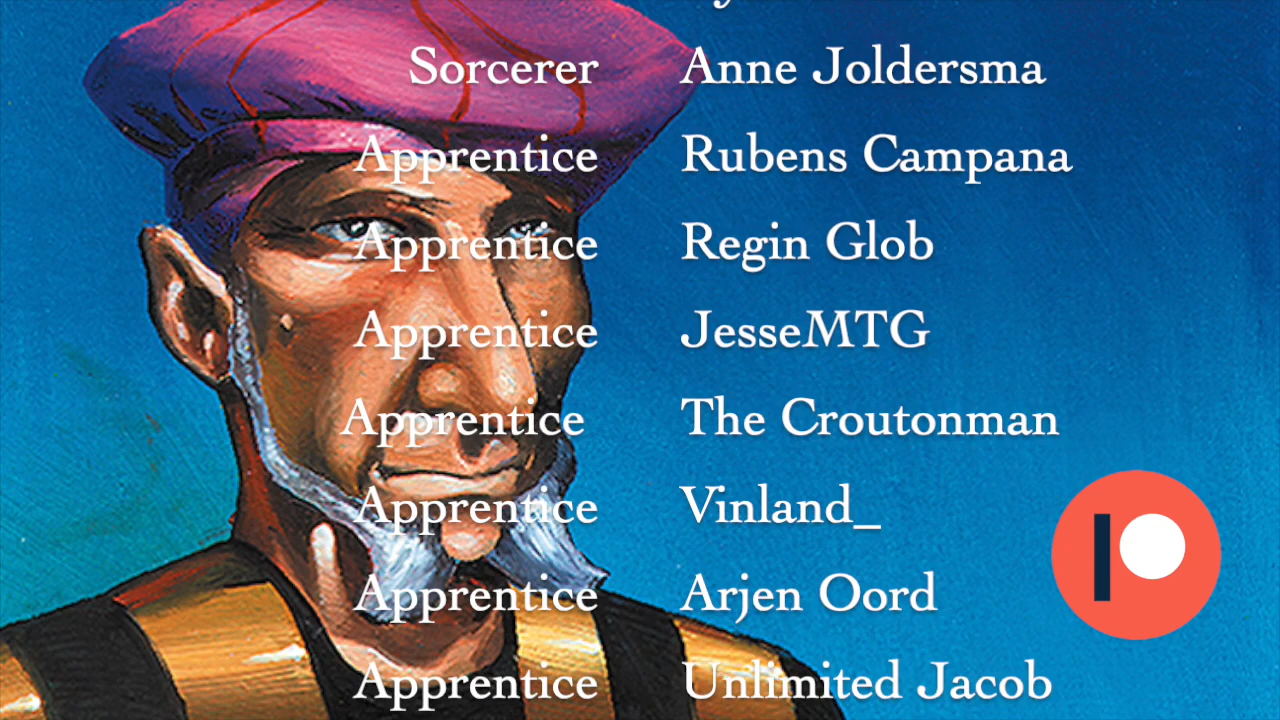 Sorcerer Anne Joldersma
Apprentice Rubens Campana
Apprentice Regin Glob
Apprentice JesseMTG
Apprentice The Croutonman
Apprentice Vinland_
Apprentice Arjen Oord
Apprentice Unlimited Jacob